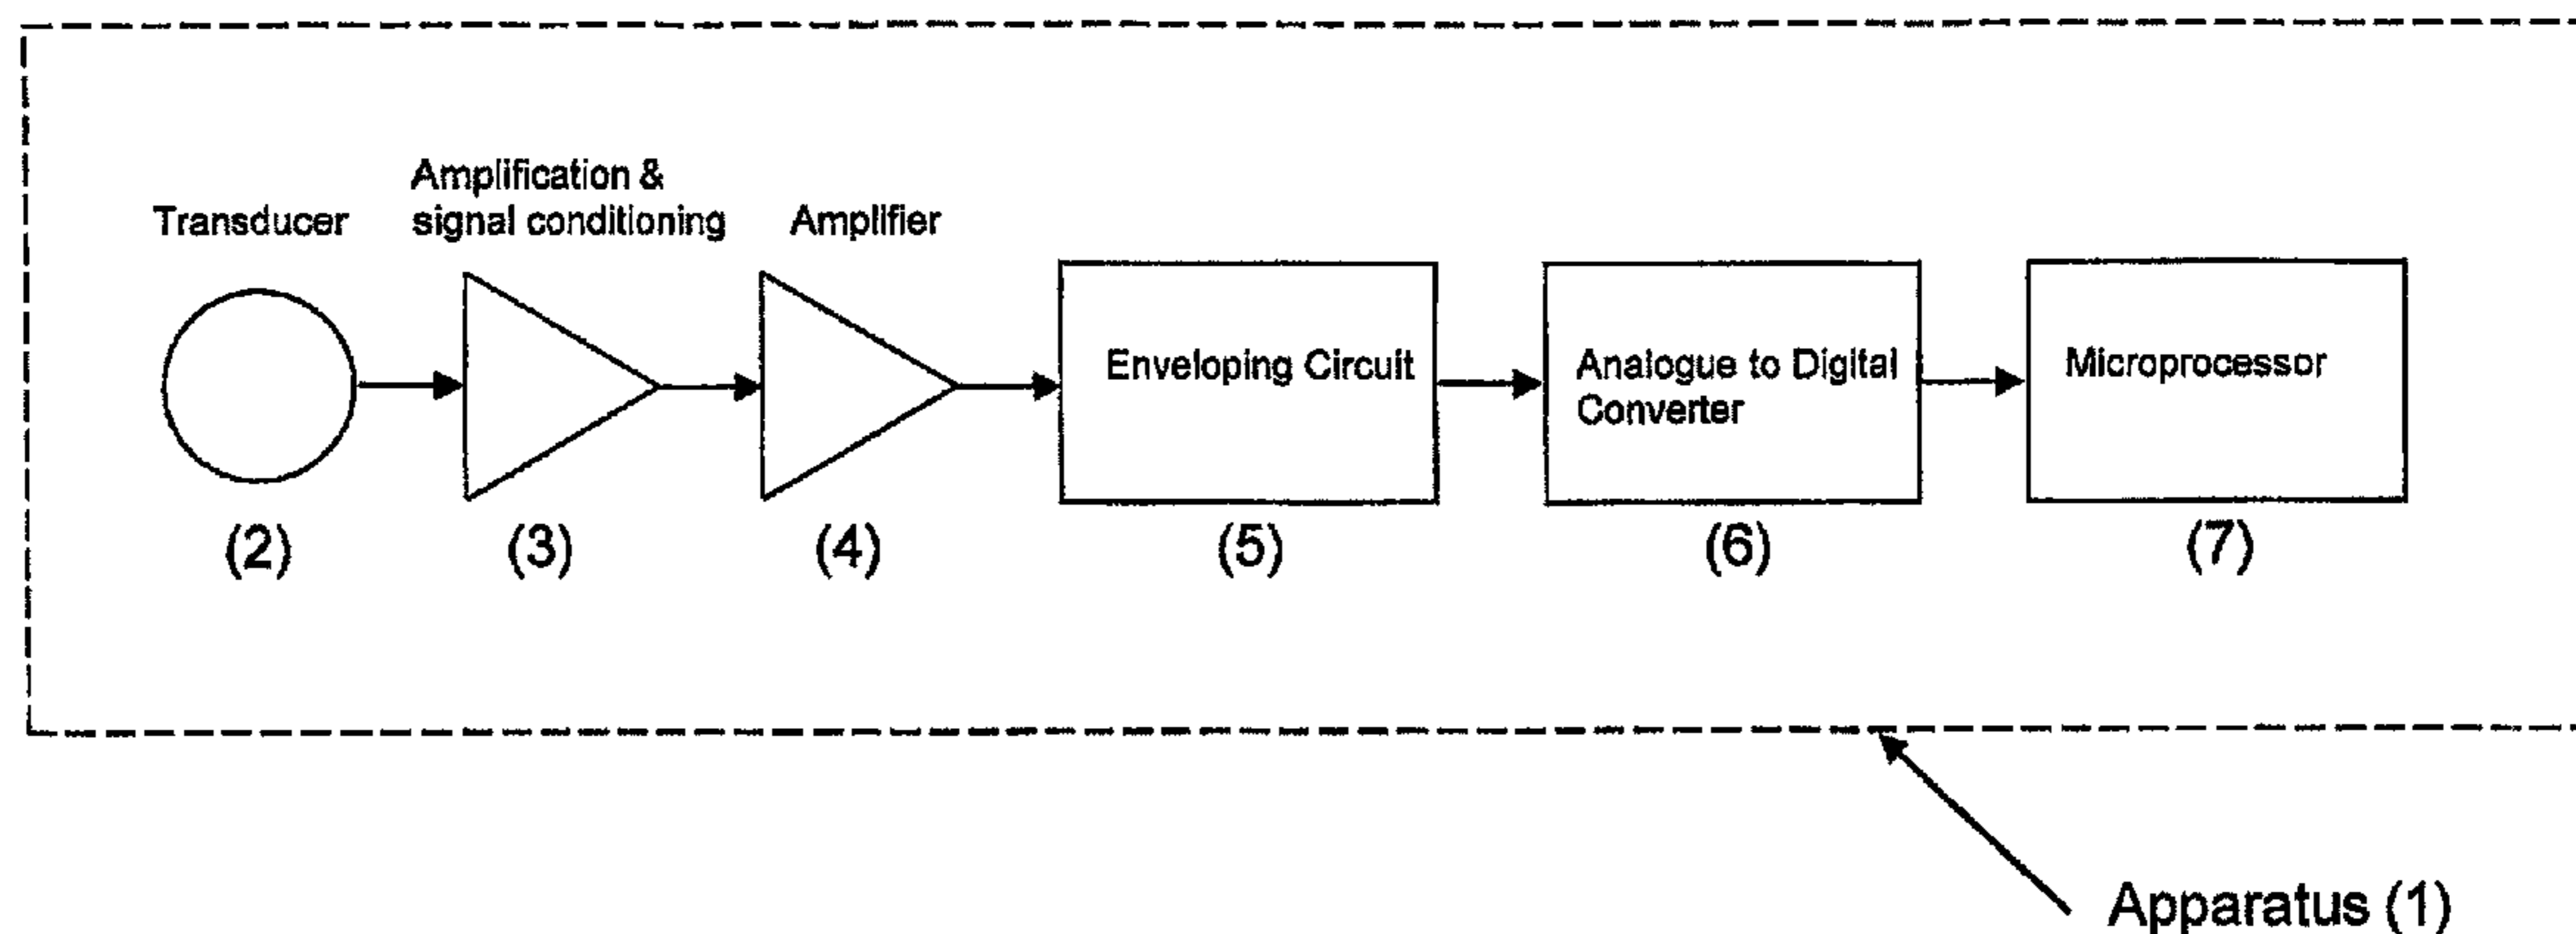 Amplification &
Transducer signal conditioning Amplifier
Enveloping Circuit
Analogue to Digital
Converter
Microprocessor
(2) (3) (4) (5) (6) (7)
Apparatus (1)